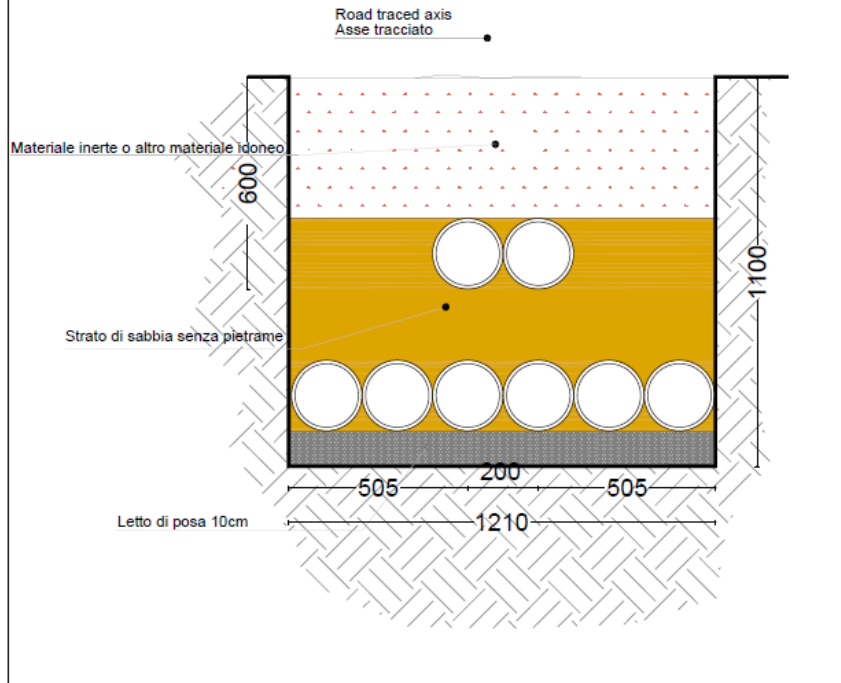 Road traced axis
Asse tracciato
Materiale inerte o altro materiale idoneo
600
1100
Strato di sabbia senza pietrame
200
505
505
Letto di posa 10cm
1210